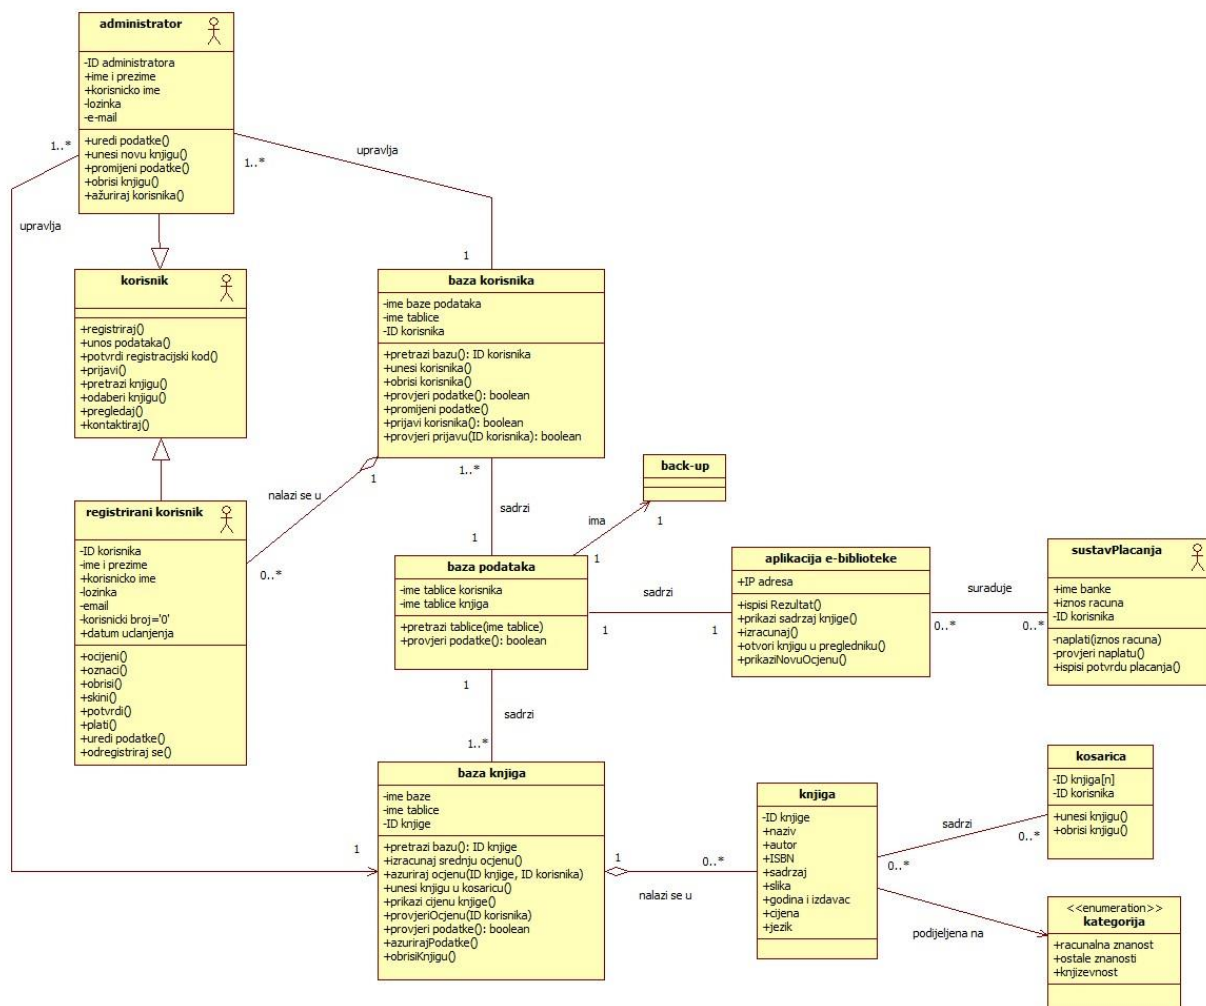 administrator
-ID administratora
+ime i prezime
+korisnicko ime
-lozinka
-e-mail
+uredi podatke()
+unesi novu knjigu()
+promijeni podatke()
+obrisi knjigu()
+ažuriraj korisnika()
1..*
1..*
upravlja
upravlja
1
korisnik
+registriraj()
+unos podataka()
+potvrdi registracijski kod()
+prijavi()
+pretrazi knjigu()
+odaberi knjigu()
+pregledaj()
+kontaktiraj()
baza korisnika
-ime baze podataka
-ime tablice
-ID korisnika
+pretrazi bazu(): ID korisnika
+unesi korisnika()
+obrisi korisnika()
+provjeri podatke(): boolean
+promijeni podatke()
+prijavi korisnika(): boolean
+provjeri prijavu(ID korisnika): boolean
1
1..*
nalazi se u
0..*
sadrzi
1
back-up
ima
1
1
registrirani korisnik
-ID korisnika
-ime i prezime
+korisnicko ime
-lozinka
-email
-korisnicki broj='0'
+datum uclanjenja
+ocijeni()
+oznaci()
+obrisi()
+skini()
+potvrdi()
+plati()
+uredi podatke()
+odregistriraj se()
baza podataka
-ime tablice korisnika
-ime tablice knjiga
+pretrazi tablice(ime tablice)
+provjeri podatke(): boolean
sadrzi
1
1
aplikacija e-biblioteke
+IP adresa
+ispisi Rezultat()
+prikazi sadrzaj knjige()
+izracunaj()
+otvori knjigu u pregledniku()
+prikaziNovuOcjenu()
suraduje
0..*
0..*
sustavPlacanja
+ime banke
+iznos racuna
-ID korisnika
-naplati(iznos racuna)
-provjeri naplatu()
+ispisi potvrdu placanja()
1
sadrzi
1..*
baza knjiga
-ime baze
-ime tablice
-ID knjige
+pretrazi bazu(): ID knjige
+izracunaj srednju ocjenu()
+azuriraj ocjenu(ID knjige, ID korisnika)
+unesi knjigu u kosaricu()
+prikazi cijenu knjige()
+provjeriOcjenu(ID korisnika)
+provjeri podatke(): boolean
+azurirajPodatke()
+obrisiKnjigu()
1
1
0..*
nalazi se u
knjiga
-ID knjige
+naziv
+autor
+ISBN
+sadrzaj
+slika
+godina i izdavac
+cijena
+jezik
sadrzi
0..*
0..*
kosarica
-ID knjiga[n]
-ID korisnika
+unesi knjigu()
+obrisi knjigu()
podijeljena na
<<enumeration>>
kategorija
+racunalna znanost
+ostale znanosti
+knjizevnost